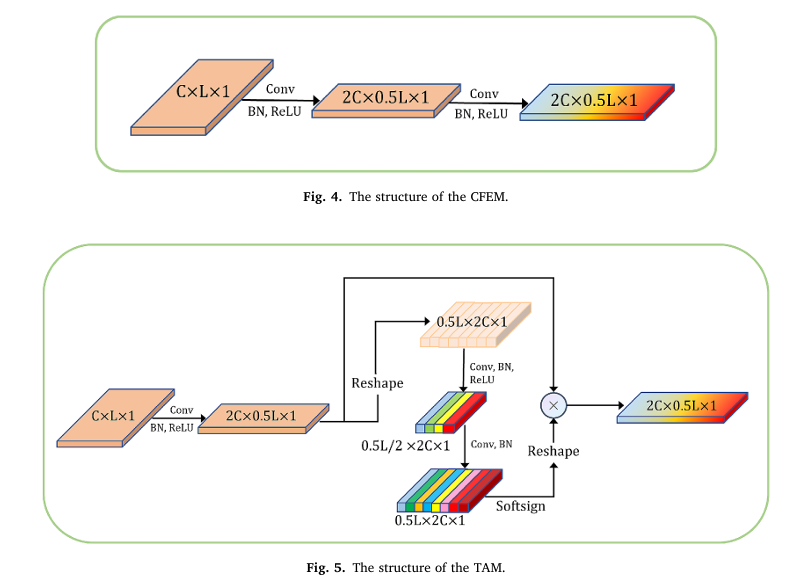 C×L×1
Conv
BN, ReLU
2C×0.5L×1
Conv
BN, ReLU
2C×0.5L×1
Fig. 4. The structure of the CFEM.
C×L×1
Conv
BN, ReLU
2C×0.5L×1
Reshape
0.5L×2C×1
Conv, BN,
ReLU
0.5L/2 ×2C×1
Conv, BN
0.5L×2C×1
Softsign
Reshape
×
2C×0.5L×1
Fig. 5. The structure of the TAM.